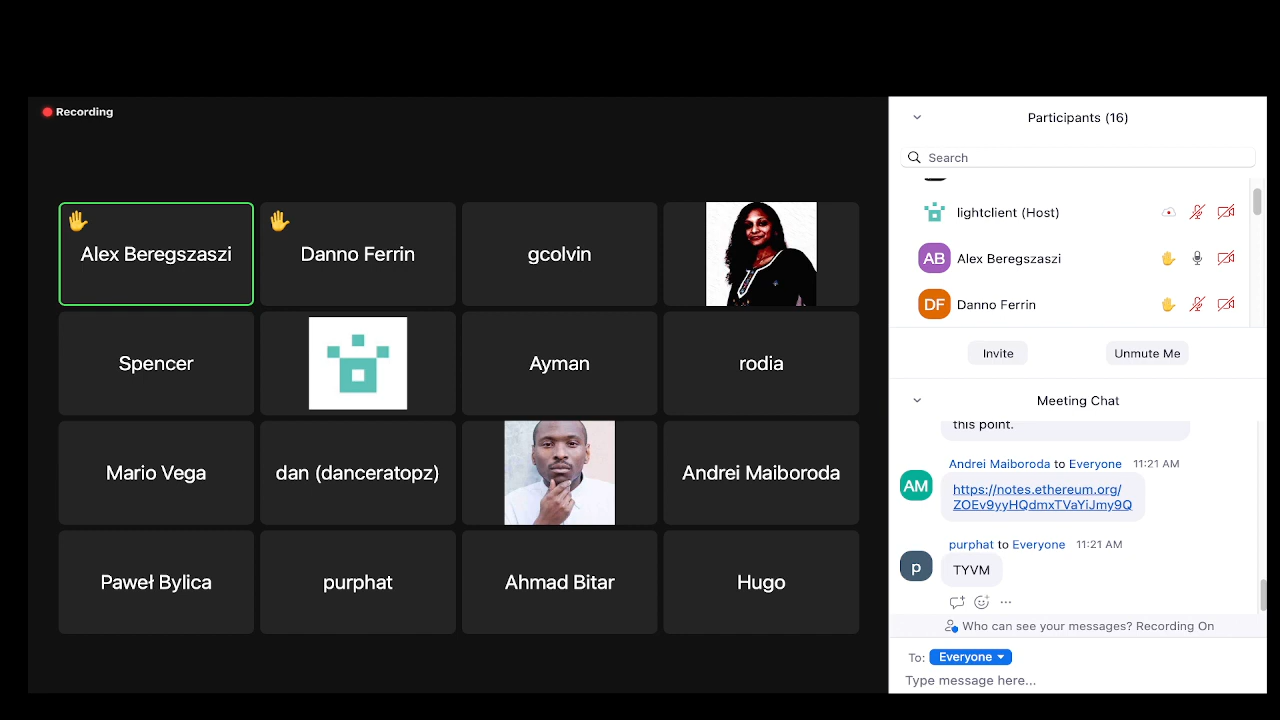 Recording
Alex Beregszaszi
Danno Ferrin
gcolvin
Spencer
Ayman
rodia
Mario Vega
dan (danceratopz)
Andrei Maiboroda
Paweł Bylica
purphat
Ahmad Bitar
Hugo
Participants (16)
Search
lightclient (Host)
AB Alex Beregszaszi
DF Danno Ferrin
Invite
Unmute Me
Meeting Chat
this point.
Andrei Maiboroda to Everyone 11:21 AM
AM
https://notes.ethereum.org/
ZOEv9yyHQdmxTVaYiJmy9Q
purphat to Everyone 11:21 AM
p
TYVM
Who can see your messages? Recording On
To: Everyone
Type message here...